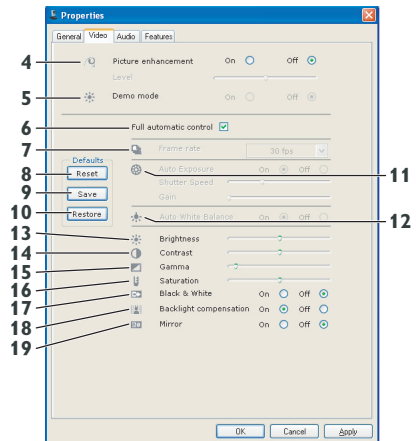 Properties
General Video Audio Features
4 Picture enhancement On Off
Level
5 Demo mode On Off
6 Full automatic control
7 Frame rate 30 fps
Defaults
8 Reset
9 Save
10 Restore
Auto Exposure On Off 11
Shutter Speed
Gain
Auto White Balance On Off 12
13 Brightness
14 Contrast
15 Gamma
16 Saturation
17 Black & White On Off
18 Backlight compensation On Off
19 Mirror On Off
OK Cancel Apply